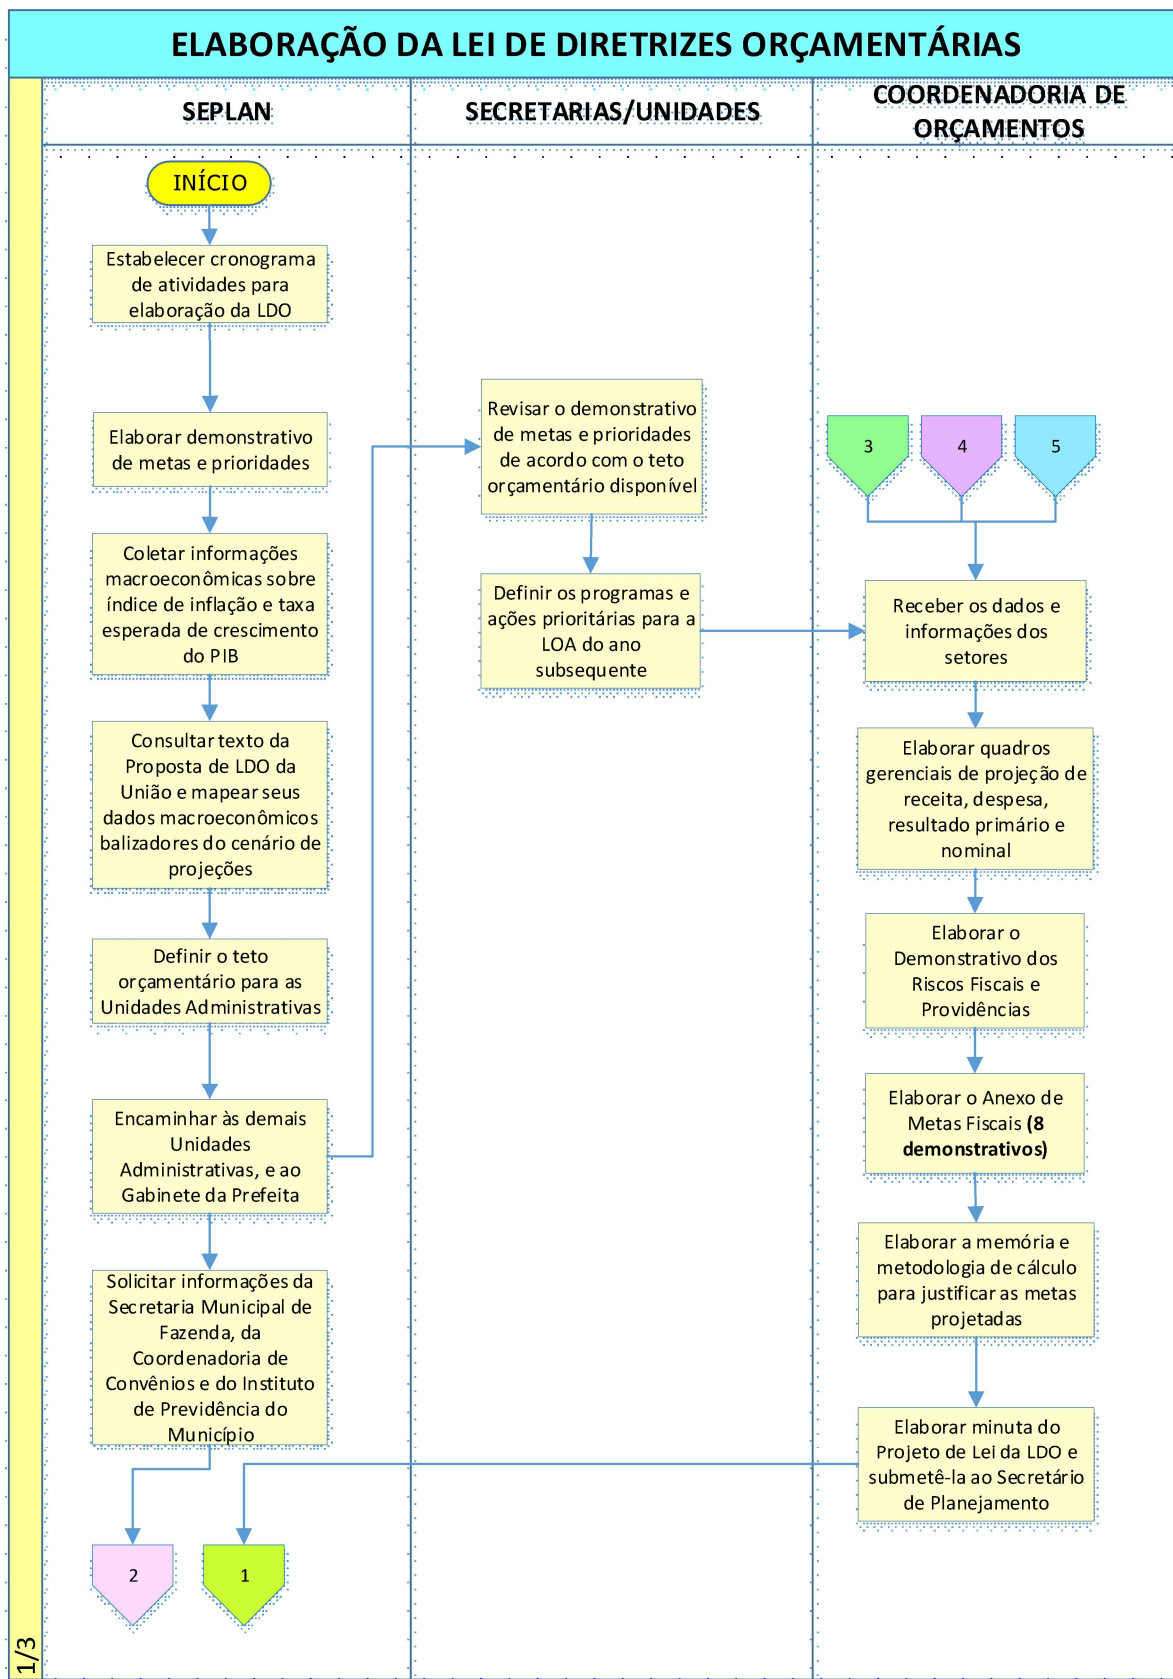 ELABORAÇÃO DA LEI DE DIRETRIZES ORÇAMENTÁRIAS
SEPLAN
SECRETARIAS/UNIDADES
COORDENADORIA DE
ORÇAMENTOS
INÍCIO
Estabelecer cronograma
de atividades para
elaboração da LDO
Elaborar demonstrativo
de metas e prioridades
Coletar informações
macroeconômicas sobre
índice de inflação e taxa
esperada de crescimento
do PIB
Consultar texto da
Proposta de LDO da
União e mapear seus
dados macroeconômicos
balizadores do cenário de
projeções
Definir o teto
orçamentário para as
Unidades Administrativas
Encaminhar às demais
Unidades
Administrativas, e ao
Gabinete da Prefeita
Solicitar informações da
Secretaria Municipal de
Fazenda, da
Coordenadoria de
Convênios e do Instituto
de Previdência do
Município
2
1
Revisar o demonstrativo
de metas e prioridades
de acordo com o teto
orçamentário disponível
Definir os programas e
ações prioritárias para a
LOA do ano
subsequente
3
4
5
Receber os dados e
informações dos
setores
Elaborar quadros
gerenciais de projeção de
receita, despesa,
resultado primário e
nominal
Elaborar o
Demonstrativo dos
Riscos Fiscais e
Providências
Elaborar o Anexo de
Metas Fiscais (8
demonstrativos)
Elaborar a memória e
metodologia de cálculo
para justificar as metas
projetadas
Elaborar minuta do
Projeto de Lei da LDO e
submetê-la ao Secretário
de Planejamento
1/3